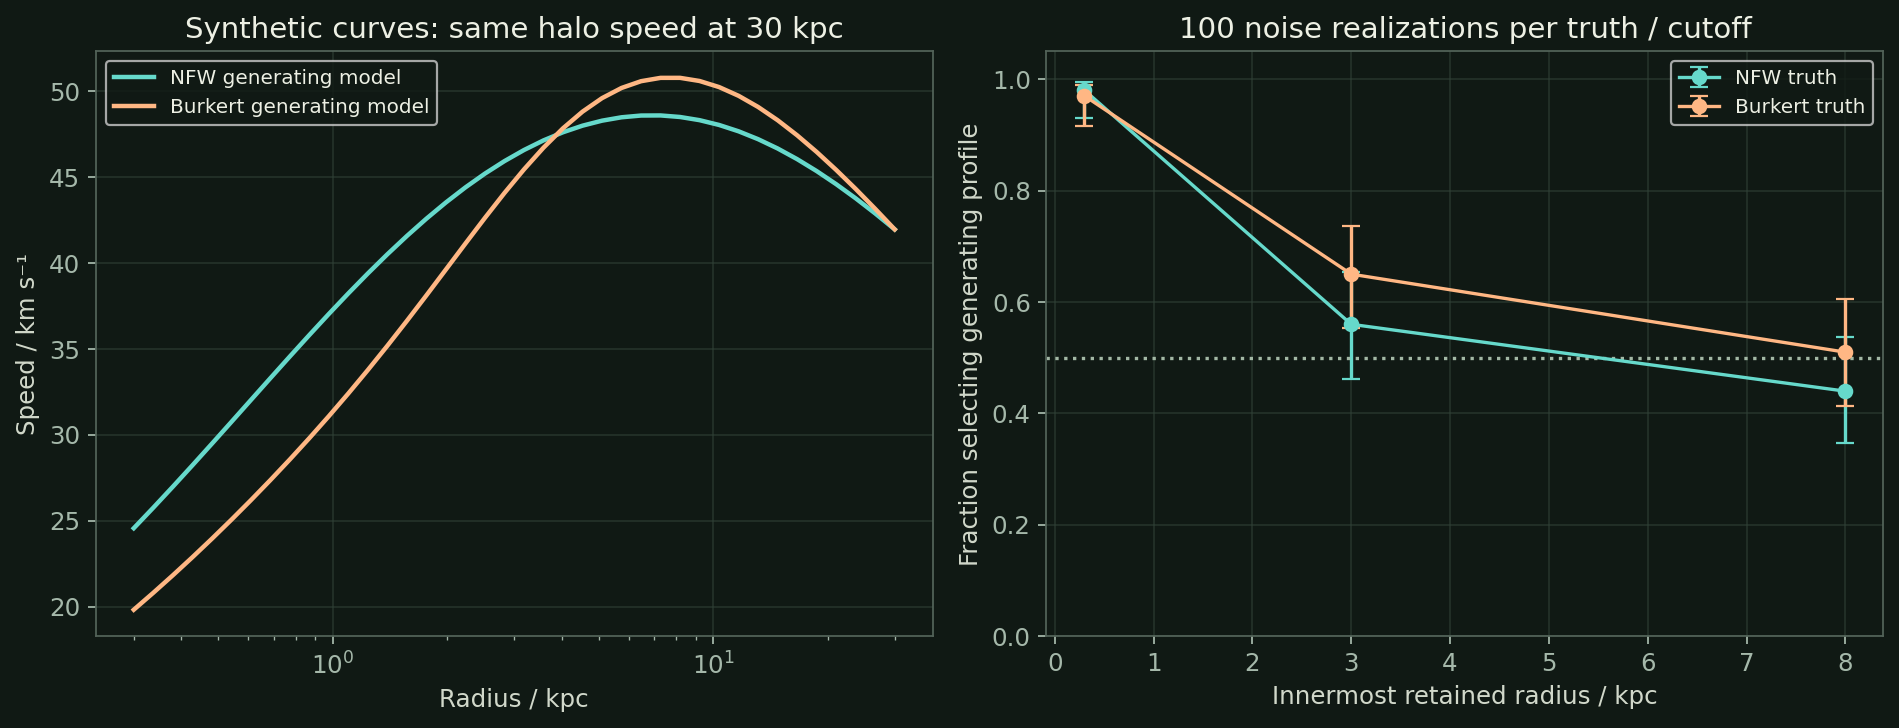 Synthetic curves: same halo speed at 30 kpc
NFW generating model
Burkert generating model
50
45
40
35
30
25
20
Speed / km s⁻¹
10⁰
10¹
Radius / kpc
100 noise realizations per truth / cutoff
NFW truth
Burkert truth
1.0
0.8
0.6
0.4
0.2
0.0
Fraction selecting generating profile
0 1 2 3 4 5 6 7 8
Innermost retained radius / kpc